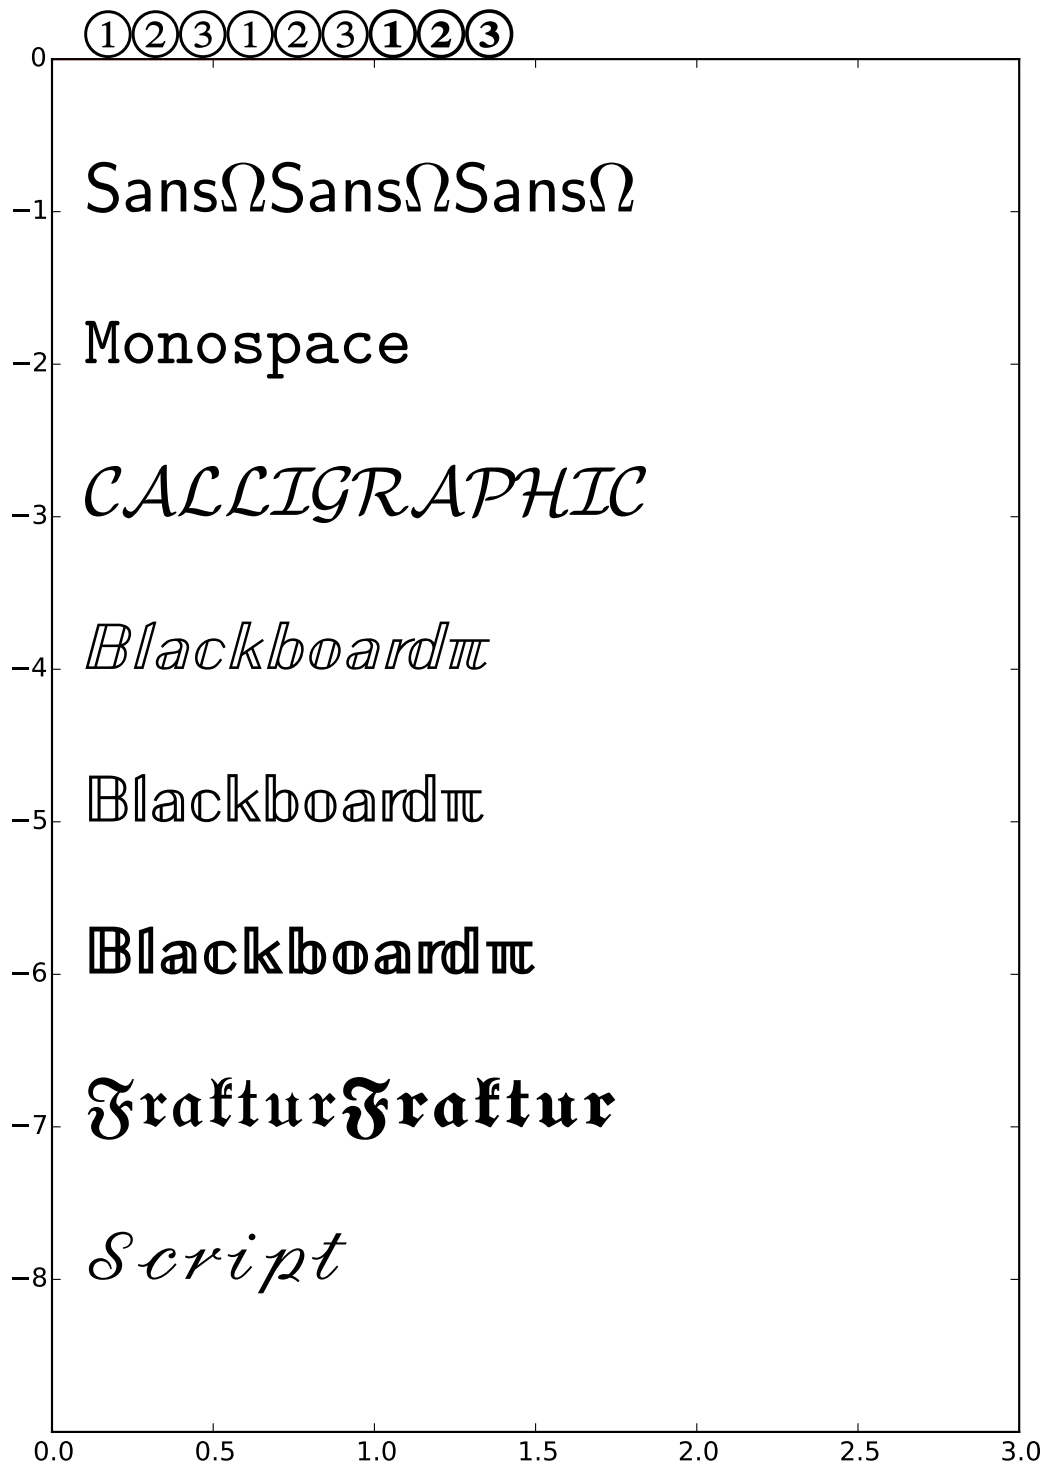 ①②③①②③①②③
0
SansΩSansΩSansΩ
−1
Monospace
−2
CALLIGRAPHIC
−3
Blackboardπ
−4
Blackboardπ
−5
Blackboardπ
−6
FrakturFraktur
−7
Script
−8
0.0 0.5 1.0 1.5 2.0 2.5 3.0